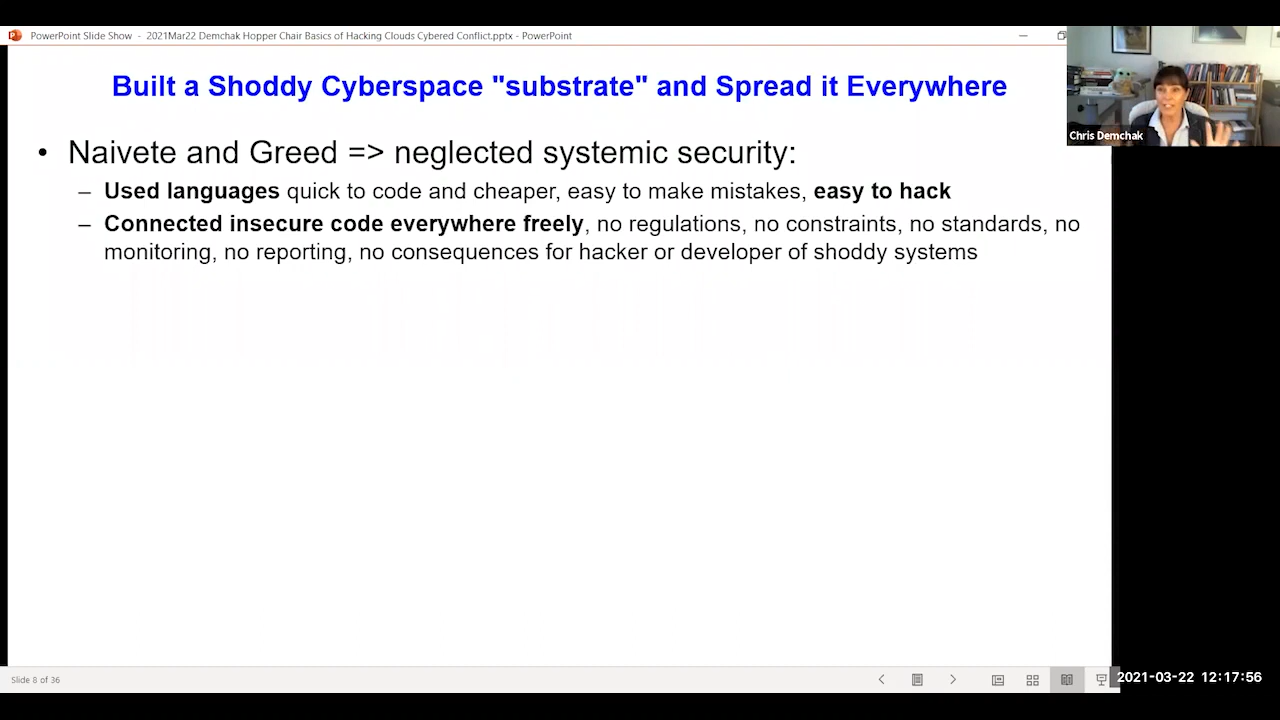 PowerPoint Slide Show - 2021Mar22 Demchak Hopper Chair Basics of Hacking Clouds Cybered Conflict.pptx - PowerPoint
Built a Shoddy Cyberspace "substrate" and Spread it Everywhere
Chris Demchak
• Naivete and Greed => neglected systemic security:
– Used languages quick to code and cheaper, easy to make mistakes, easy to hack
– Connected insecure code everywhere freely, no regulations, no constraints, no standards, no
monitoring, no reporting, no consequences for hacker or developer of shoddy systems
Slide 8 of 36
2021-03-22 12:17:56